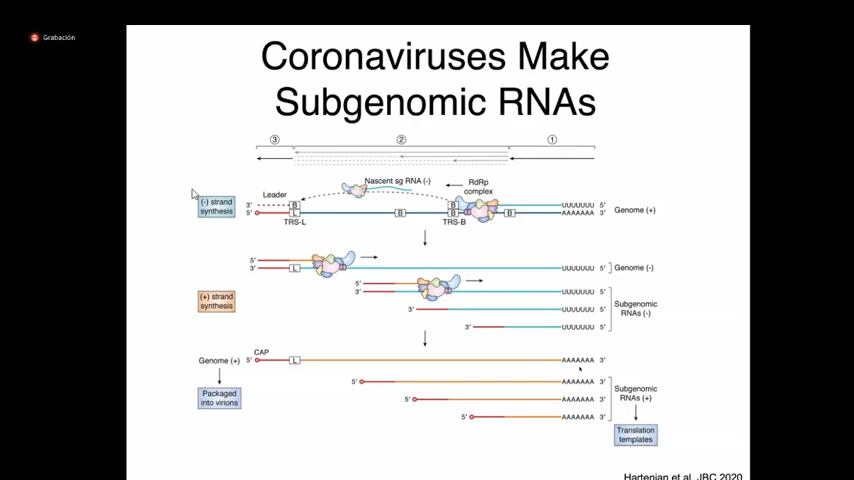 Grabación
Coronaviruses Make
Subgenomic RNAs
③ ② ①
Nascent sg RNA (-)
RdRp
complex
(-) strand
synthesis
Leader
3' B B UUUUUUU 5'
5' L B B B AAAAAAA 3'
Genome (+)
TRS-L TRS-B
5'
3' L UUUUUUU 5' Genome (-)
(+) strand
synthesis
5'
3' UUUUUUU 5'
3' UUUUUUU 5'
3' UUUUUUU 5'
Subgenomic
RNAs (-)
CAP
Genome (+) 5' L AAAAAAA 3'
Packaged
into virions
5' AAAAAAA 3'
5' AAAAAAA 3'
5' AAAAAAA 3'
Subgenomic
RNAs (+)
Translation
templates
Hartenian et al. JBC 2020